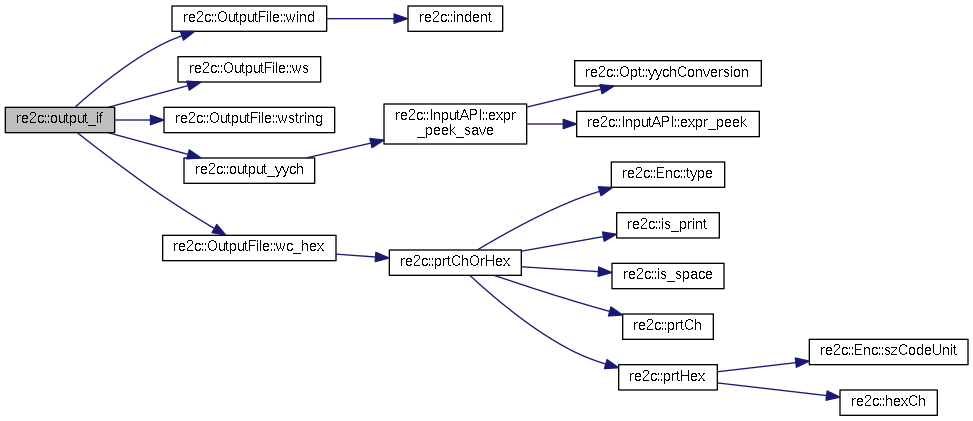 re2c::output_if
re2c::OutputFile::wind
re2c::indent
re2c::OutputFile::ws
re2c::OutputFile::wstring
re2c::output_yych
re2c::InputAPI::expr
_peek_save
re2c::Opt::yychConversion
re2c::InputAPI::expr_peek
re2c::OutputFile::wc_hex
re2c::prtChOrHex
re2c::Enc::type
re2c::is_print
re2c::is_space
re2c::prtCh
re2c::prtHex
re2c::Enc::szCodeUnit
re2c::hexCh